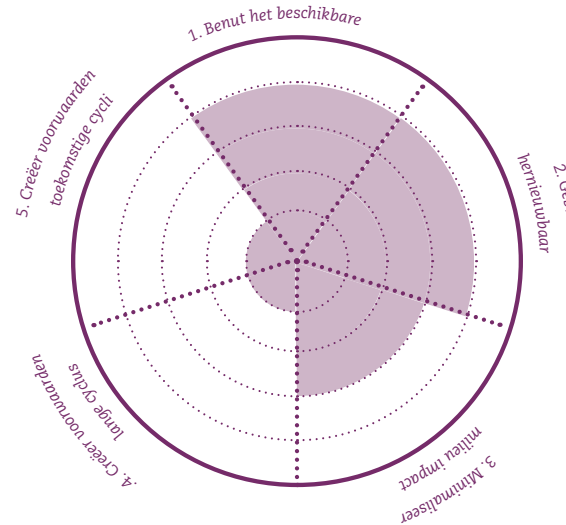 1. Benut het beschikbare
2.
hernieuwbaar
3. Minimaliseer
milieu impact
4. Creëer voorwaarden
lange cyclus
5. Creëer voorwaarden
toekomstige cycli